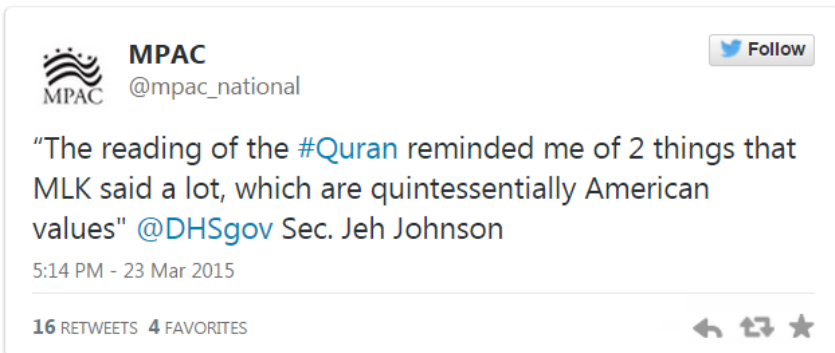 MPAC
Follow
MPAC
@mpac_national
“The reading of the #Quran reminded me of 2 things that
MLK said a lot, which are quintessentially American
values" @DHSgov Sec. Jeh Johnson
5:14 PM - 23 Mar 2015
16 RETWEETS 4 FAVORITES